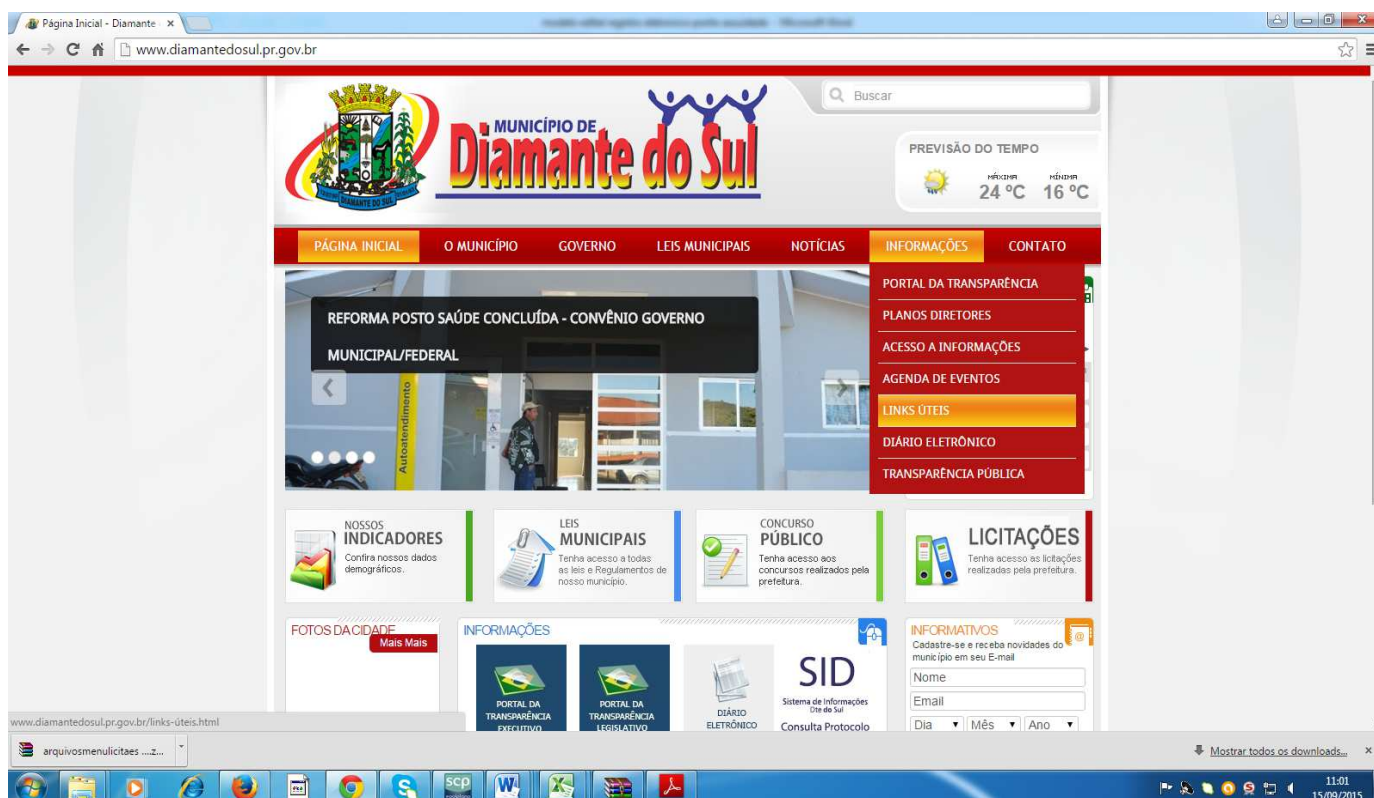 Página Inicial - Diamante
www.diamantedosul.pr.gov.br
DIAMANTE DO SUL
MUNICÍPIO DE
Diamante do Sul
Buscar
PREVISÃO DO TEMPO
MÁXIMA MÍNIMA
24 ºC 16 ºC
PÁGINA INICIAL O MUNICÍPIO GOVERNO LEIS MUNICIPAIS NOTÍCIAS INFORMAÇÕES CONTATO
REFORMA POSTO SAÚDE CONCLUÍDA - CONVÊNIO GOVERNO
MUNICIPAL/FEDERAL
Autoatendimento
PORTAL DA TRANSPARÊNCIA
PLANOS DIRETORES
ACESSO A INFORMAÇÕES
AGENDA DE EVENTOS
LINKS ÚTEIS
DIÁRIO ELETRÔNICO
TRANSPARÊNCIA PÚBLICA
NOSSOS
INDICADORES
Confira nossos dados
demográficos.
LEIS
MUNICIPAIS
Tenha acesso a todas
as leis e Regulamentos de
nosso município.
CONCURSO
PÚBLICO
Tenha acesso aos
concursos realizados pela
prefeitura.
LICITAÇÕES
Tenha acesso as licitações
realizadas pela prefeitura.
FOTOS DA CIDADE
Mais Mais
INFORMAÇÕES
PORTAL DA
TRANSPARÊNCIA
EXECUTIVO
PORTAL DA
TRANSPARÊNCIA
LEGISLATIVO
DIÁRIO
ELETRÔNICO
SID
Sistema de Informações
Dte do Sul
Consulta Protocolo
INFORMATIVOS
Cadastre-se e receba novidades do
município em seu E-mail
Nome
Email
Dia Mês Ano
www.diamantedosul.pr.gov.br/links-úteis.html
arquivosmenulicitaes ....z...
Mostrar todos os downloads...
scp
11:01
15/09/2015